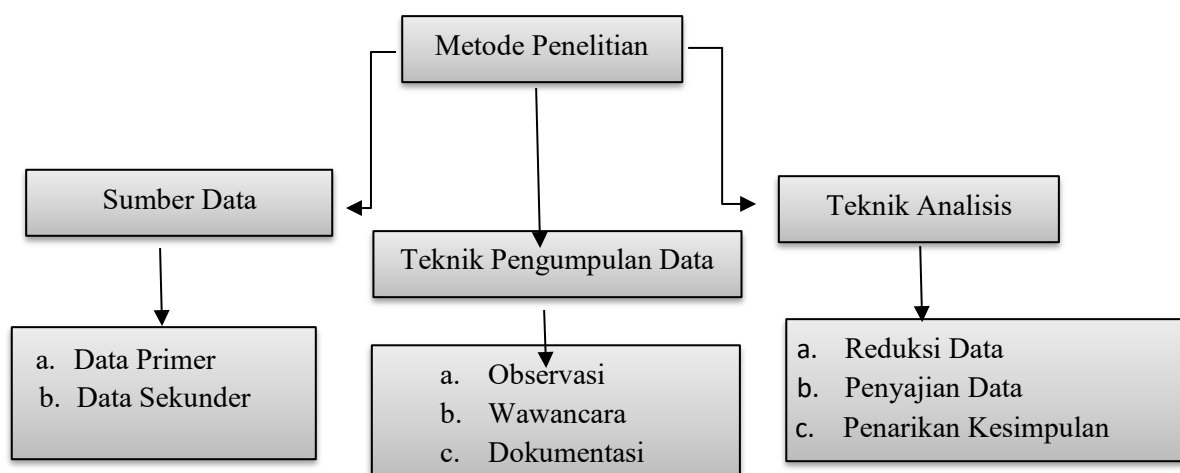 Metode Penelitian
Sumber Data
Teknik Pengumpulan Data
Teknik Analisis
a. Data Primer
b. Data Sekunder
a. Observasi
b. Wawancara
c. Dokumentasi
a. Reduksi Data
b. Penyajian Data
c. Penarikan Kesimpulan